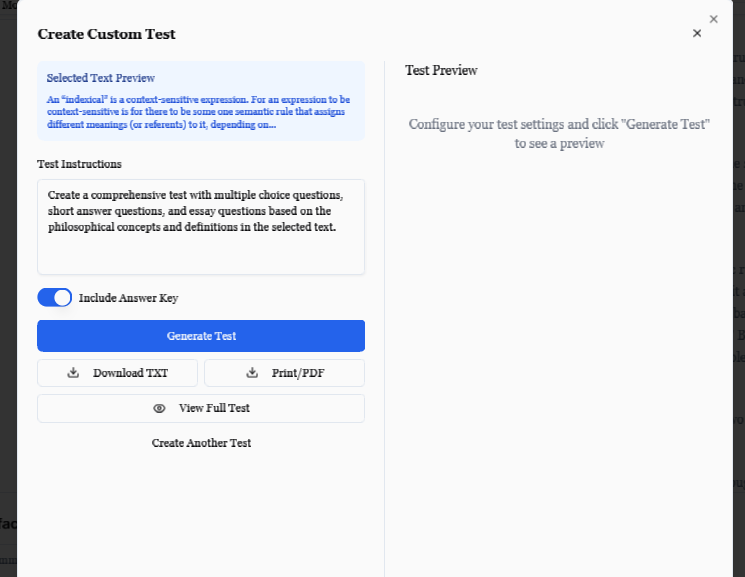 Create Custom Test
Selected Text Preview
An "indexical" is a context-sensitive expression. For an expression to be
context-sensitive is for there to be some one semantic rule that assigns
different meanings (or referents) to it, depending on...
Test Instructions
Create a comprehensive test with multiple choice questions,
short answer questions, and essay questions based on the
philosophical concepts and definitions in the selected text.
Include Answer Key
Generate Test
Download TXT
Print/PDF
View Full Test
Create Another Test
Test Preview
Configure your test settings and click "Generate Test"
to see a preview